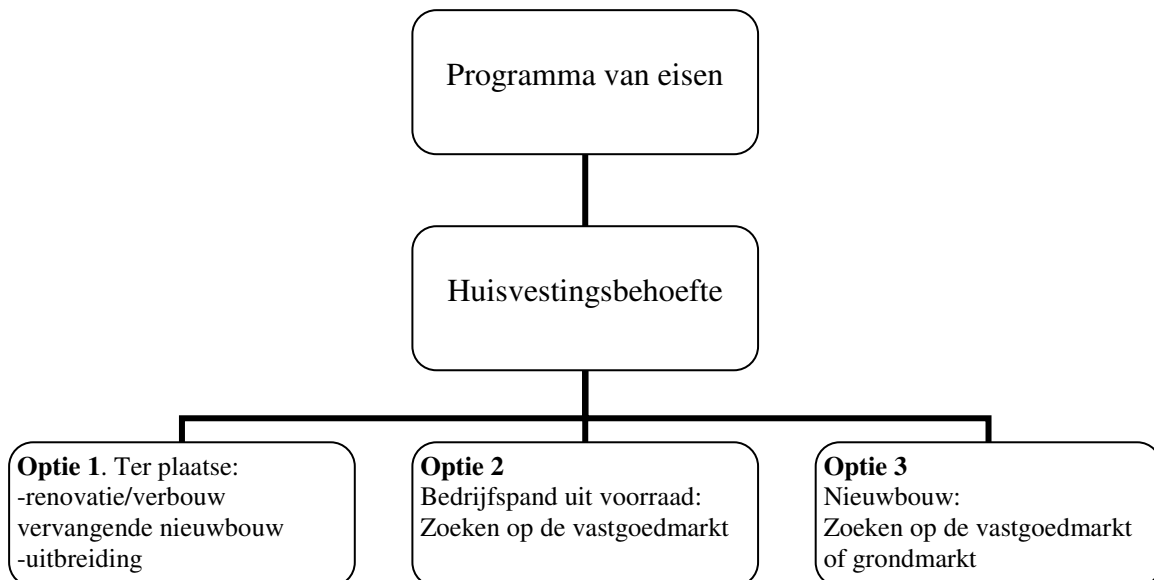 Programma van eisen
Huisvestingsbehoefte
Optie 1. Ter plaatse:
-renovatie/verbouw
vervangende nieuwbouw
-uitbreiding
Optie 2
Bedrijfspand uit voorraad:
Zoeken op de vastgoedmarkt
Optie 3
Nieuwbouw:
Zoeken op de vastgoedmarkt
of grondmarkt